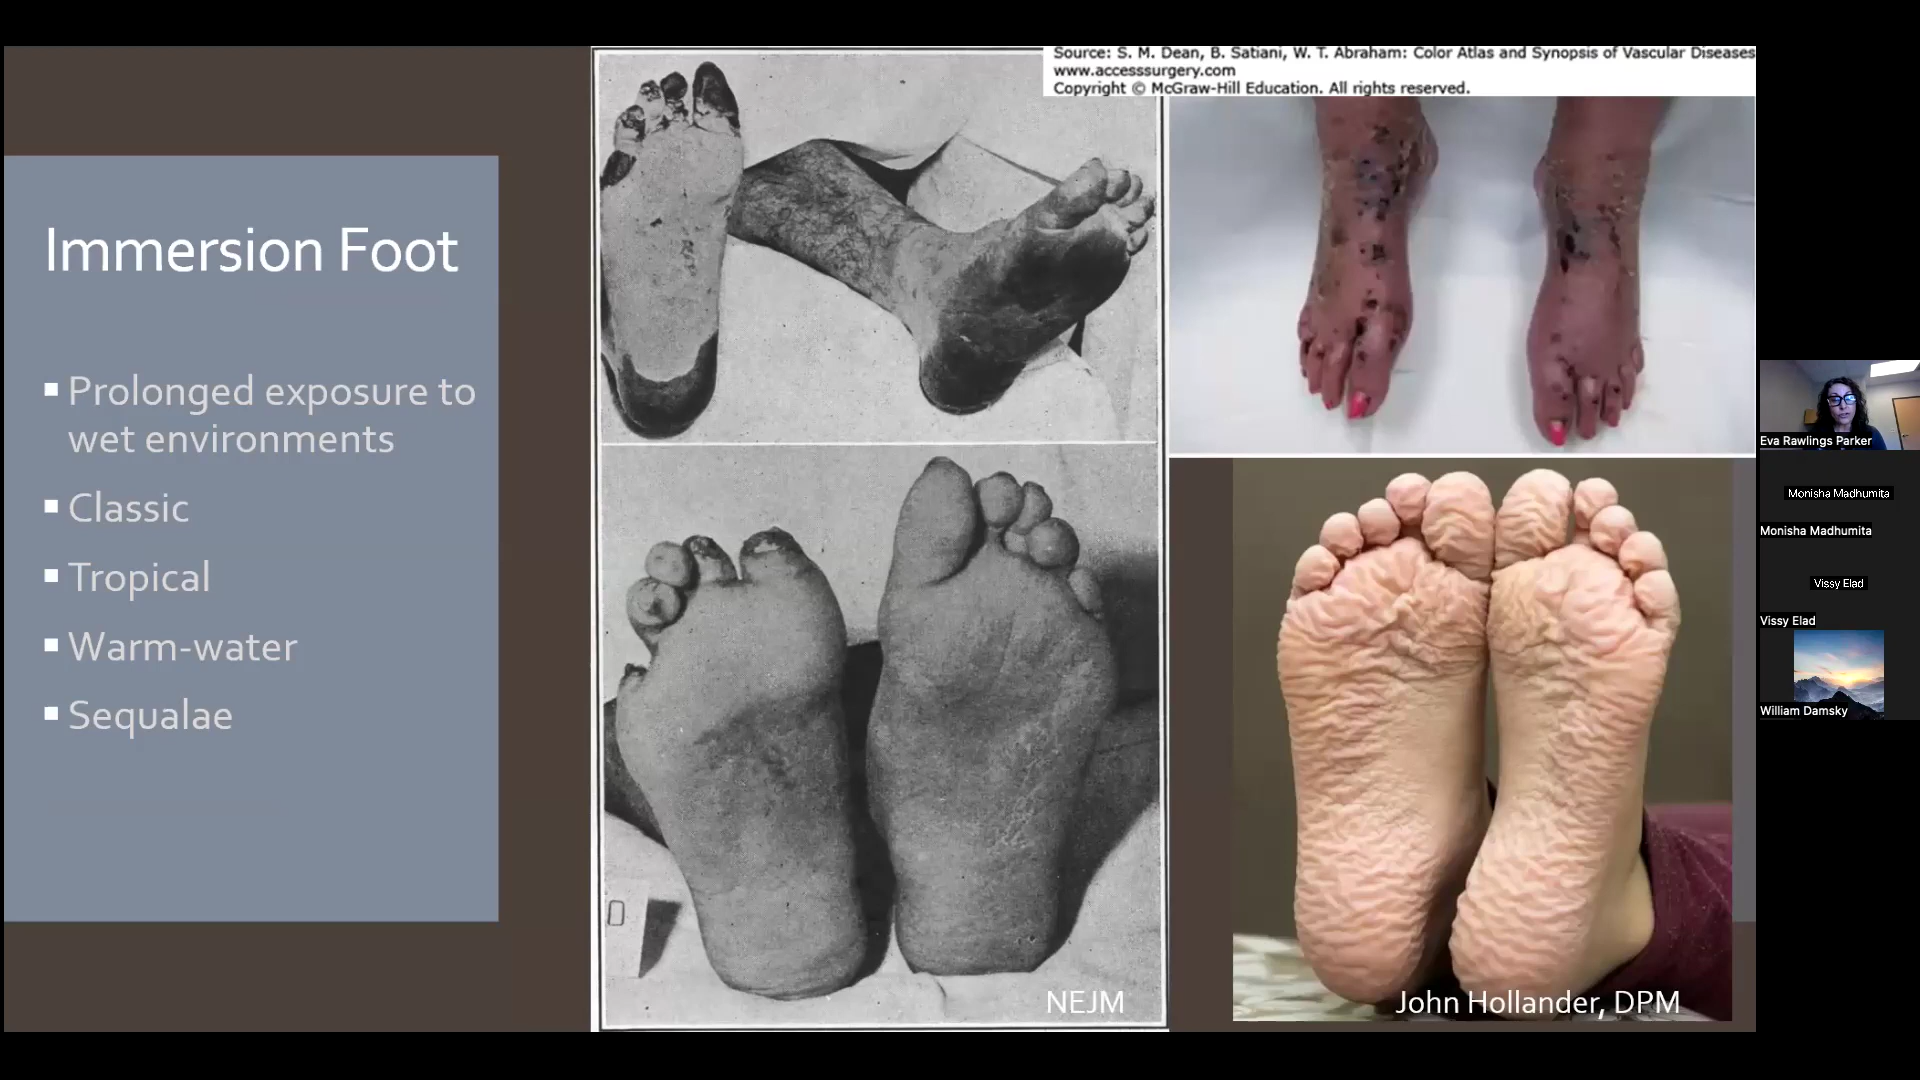 Source: S. M. Dean, B. Satiani, W. T. Abraham: Color Atlas and Synopsis of Vascular Diseases
www.accesssurgery.com
Copyright © McGraw-Hill Education. All rights reserved.
Immersion Foot
Prolonged exposure to
wet environments
Classic
Tropical
Warm-water
Sequalae
NEJM
John Hollander, DPM
Eva Rawlings Parker
Monisha Madhumita
Monisha Madhumita
Vissy Elad
Vissy Elad
William Damsky